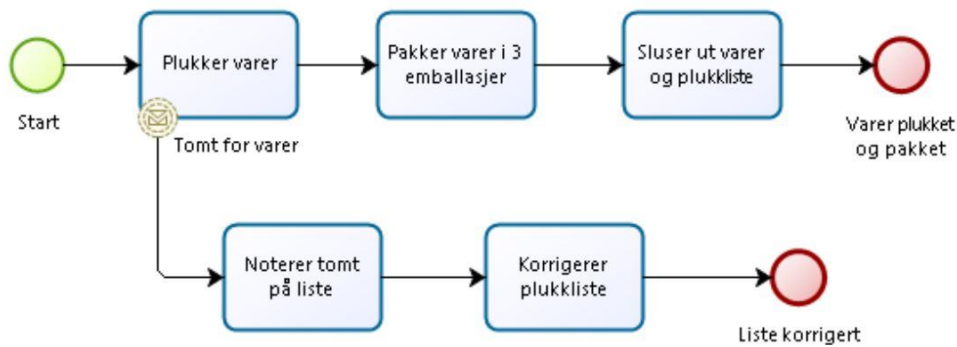 Start
Plukker varer
Pakker varer i 3
emballasjer
Sluser ut varer
og plukkliste
Varer plukket
og pakket
Tomt for varer
Noterer tomt
på liste
Korrigerer
plukkliste
Liste korrigert